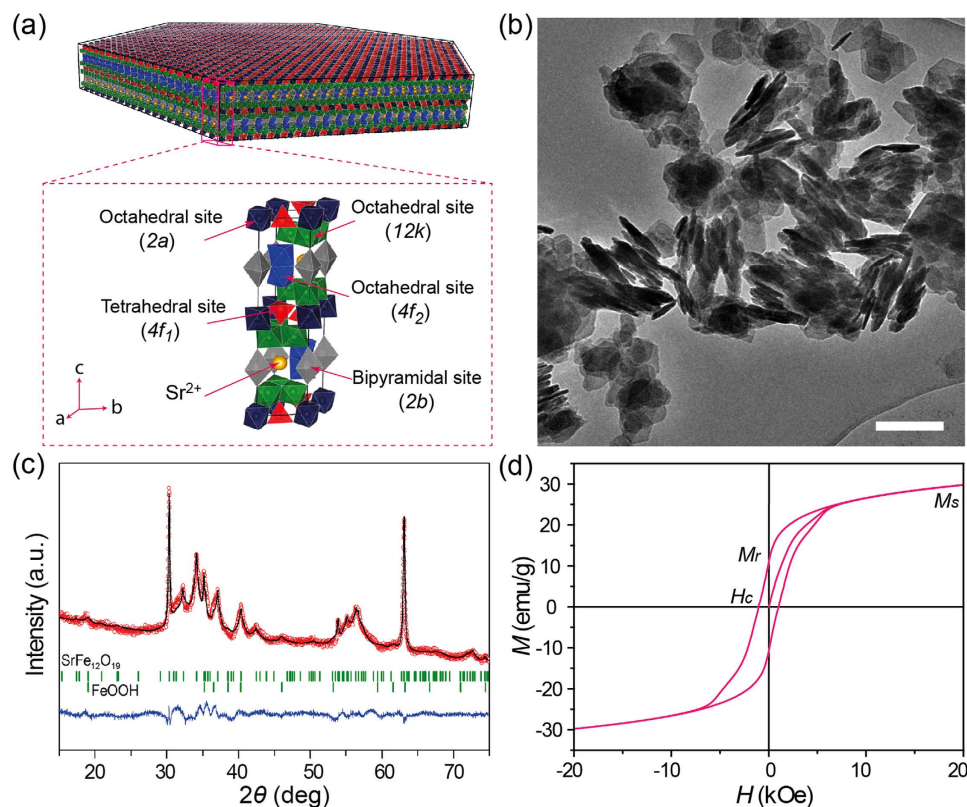 (a)
Octahedral site
(2a)
Octahedral site
(12k)
Tetrahedral site
(4f₁)
Octahedral site
(4f₂)
Sr²⁺
Bipyramidal site
(2b)
c
a
b
(b)
(c)
Intensity (a.u.)
SrFe₁₂O₁₉
FeOOH
20 30 40 50 60 70
2θ (deg)
(d)
M (emu/g)
30
20
10
0
-10
-20
-30
Ms
Mr
Hc
-20 -10 0 10 20
H (kOe)